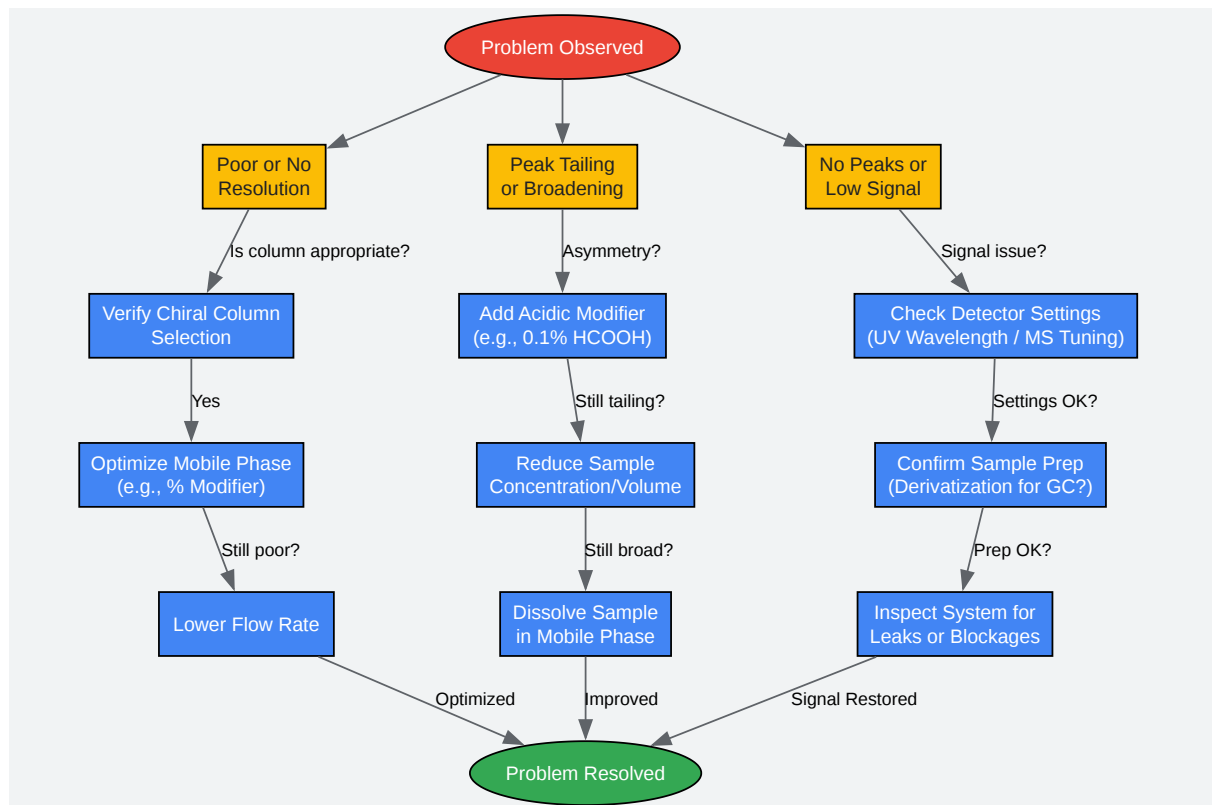 Problem Observed
Poor or No
Resolution
Peak Tailing
or Broadening
No Peaks or
Low Signal
Is column appropriate?
Asymmetry?
Signal issue?
Verify Chiral Column
Selection
Add Acidic Modifier
(e.g., 0.1% HCOOH)
Check Detector Settings
(UV Wavelength / MS Tuning)
Yes
Still tailing?
Settings OK?
Optimize Mobile Phase
(e.g., % Modifier)
Reduce Sample
Concentration/Volume
Confirm Sample Prep
(Derivatization for GC?)
Still poor?
Still broad?
Prep OK?
Lower Flow Rate
Dissolve Sample
in Mobile Phase
Inspect System for
Leaks or Blockages
Optimized
Improved
Signal Restored
Problem Resolved